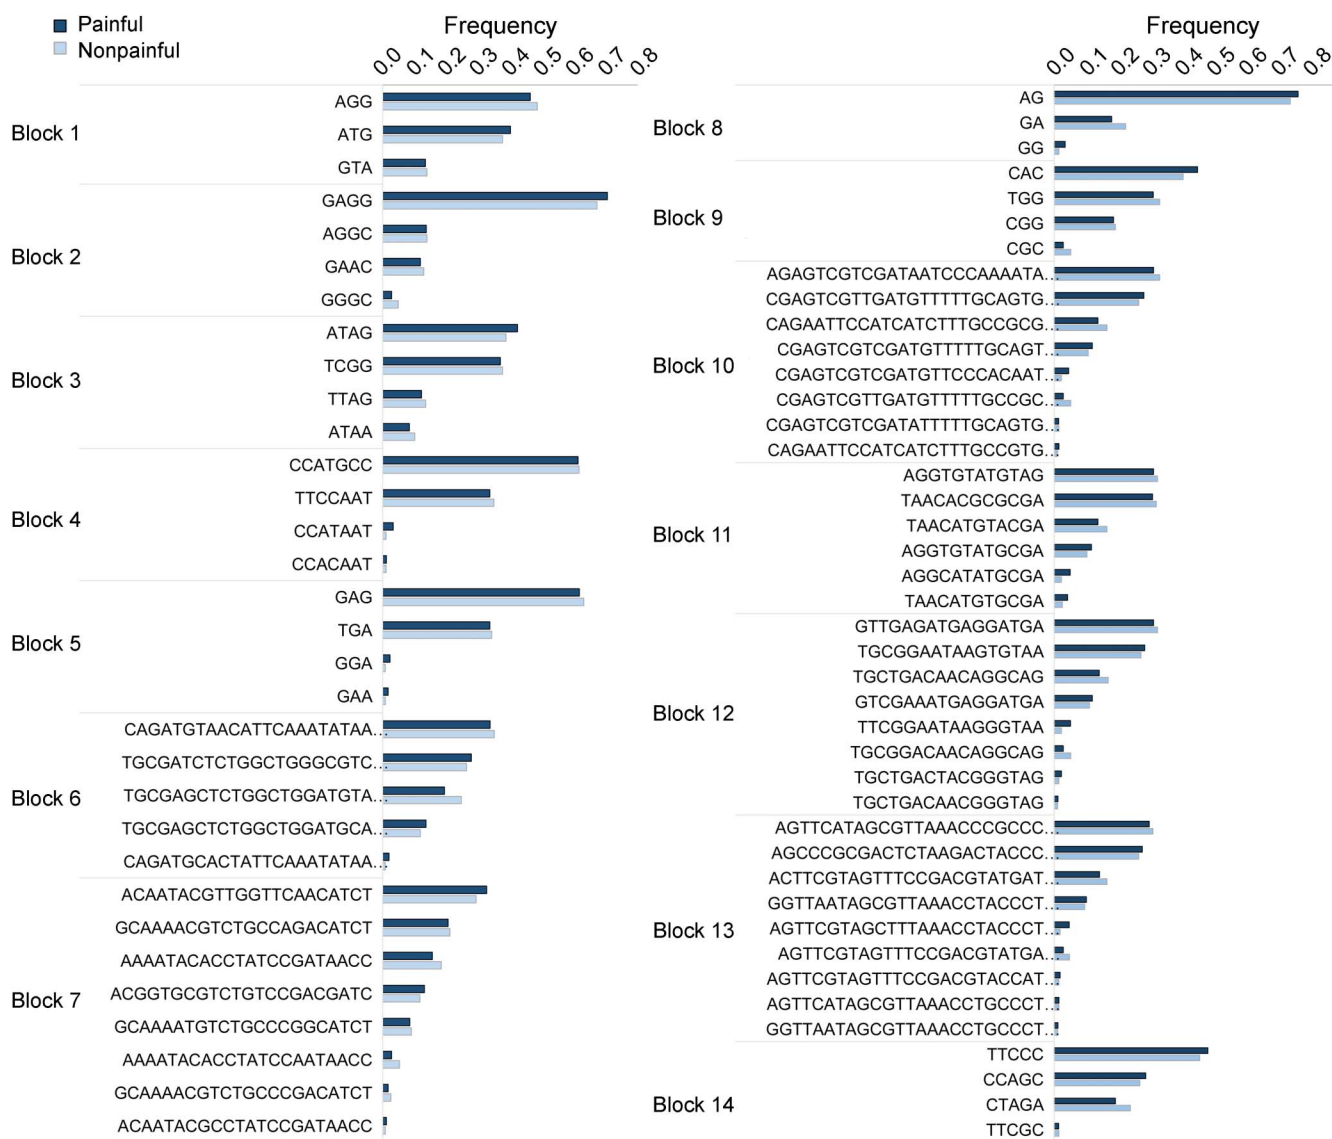 Painful
Nonpainful
Frequency
0.0 0.1 0.2 0.3 0.4 0.5 0.6 0.7 0.8
Block 1
AGG
ATG
GTA
Block 2
GAGG
AGGC
GAAC
GGGC
Block 3
ATAG
TCGG
TTAG
ATAA
Block 4
CCATGCC
TTCCAAT
CCATAAT
CCACAAT
Block 5
GAG
TGA
GGA
GAA
Block 6
CAGATGTAACATTCAAATATAA...
TGCGATCTCTGGCTGGGCGTC...
TGCGAGCTCTGGCTGGATGTA...
TGCGAGCTCTGGCTGGATGCA...
CAGATGCACTATTCAAATATAA...
Block 7
ACAATACGTTGGTTCAACATCT
GCAAAACGTCTGCCAGACATCT
AAAATACACCTATCCGATAACC
ACGGTGCGTCTGTCCGACGATC
GCAAAATGTCTGCCCGGCATCT
AAAATACACCTATCCAATAACC
GCAAAACGTCTGCCCGACATCT
ACAATACGCCTATCCGATAACC
Frequency
0.0 0.1 0.2 0.3 0.4 0.5 0.6 0.7 0.8
Block 8
AG
GA
GG
Block 9
CAC
TGG
CGG
CGC
Block 10
AGAGTCGTCGATAATCCCAAAATA...
CGAGTCGTTGATGTTTTTGCAGTG...
CAGAATTCCATCATCTTTGCCGCG...
CGAGTCGTCGATGTTTTTGCAGT...
CGAGTCGTCGATGTTCCCACAAT...
CGAGTCGTTGATGTTTTTGCCGC...
CGAGTCGTCGATATTTTTGCAGTG...
CAGAATTCCATCATCTTTGCCGTG...
Block 11
AGGTGTATGTAG
TAACACGCGCGA
TAACATGTACGA
AGGTGTATGCGA
AGGCATATGCGA
TAACATGTGCGA
Block 12
GTTGAGATGAGGATGA
TGCGGAATAAGTGTAA
TGCTGACAACAGGCAG
GTCGAAATGAGGATGA
TTCGGAATAAGGGTAA
TGCGGACAACAGGCAG
TGCTGACTACGGGTAG
TGCTGACAACGGGTAG
Block 13
AGTTCATAGCGTTAAACCCGCCC...
AGCCCGCGACTCTAAGACTACCC...
ACTTCGTAGTTTCCGACGTATGAT...
GGTTAATAGCGTTAAACCTACCCT...
AGTTCGTAGCTTTAAACCTACCCT...
AGTTCGTAGTTTCCGACGTATGA...
AGTTCGTAGTTTCCGACGTACCAT...
AGTTCATAGCGTTAAACCTGCCCT...
GGTTAATAGCGTTAAACCTGCCCT...
Block 14
TTCCC
CCAGC
CTAGA
TTCGC